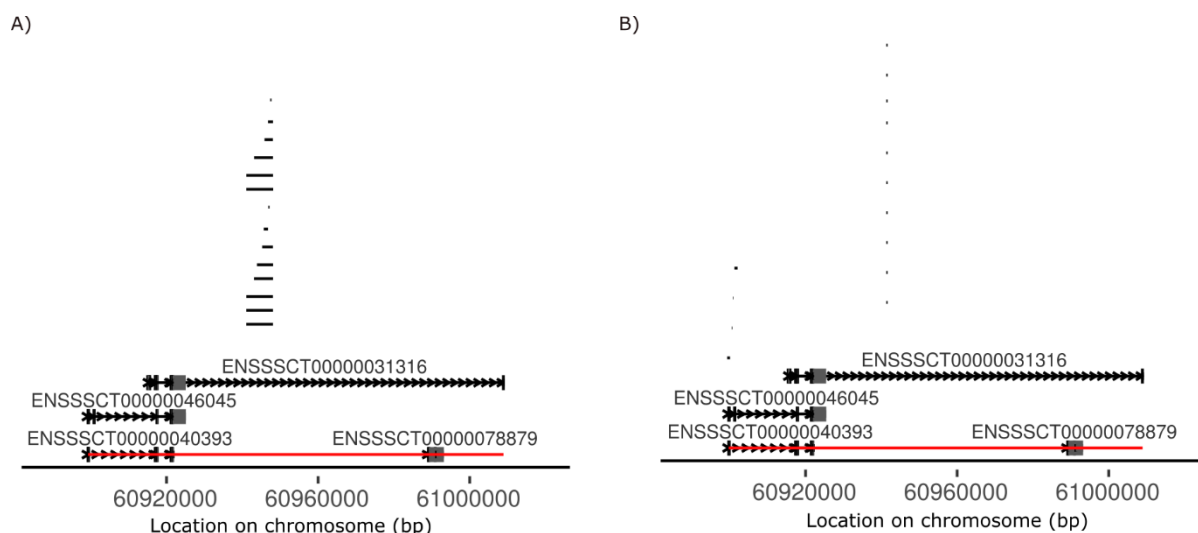 A)
ENSSSCT00000031316
ENSSSCT00000046045
ENSSSCT00000040393 ENSSSCT00000078879
60920000 60960000 61000000
Location on chromosome (bp)
B)
ENSSSCT00000031316
ENSSSCT00000046045
ENSSSCT00000040393 ENSSSCT00000078879
60920000 60960000 61000000
Location on chromosome (bp)